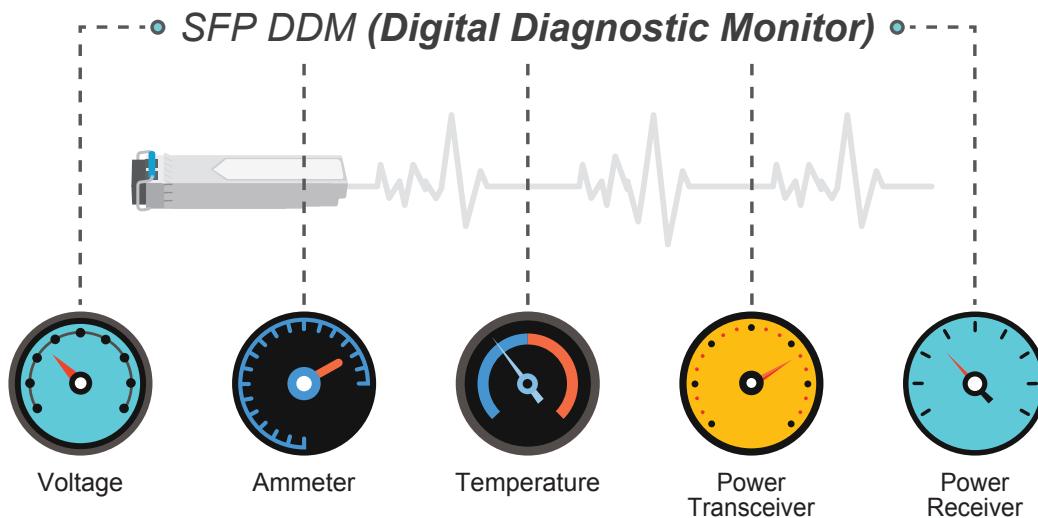 SFP DDM (Digital Diagnostic Monitor)
Voltage
Ammeter
Temperature
Power
Transceiver
Power
Receiver